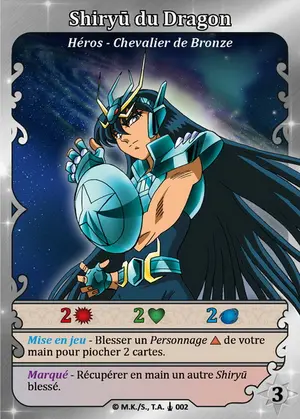 Shiryū du Dragon
Héros - Chevalier de Bronze
2 2 2
Mise en jeu - Blesser un Personnage de votre
main pour piocher 2 cartes.
Marqué - Récupérer en main un autre Shiryū
blessé.
3
© M.K./S., T.A. 002